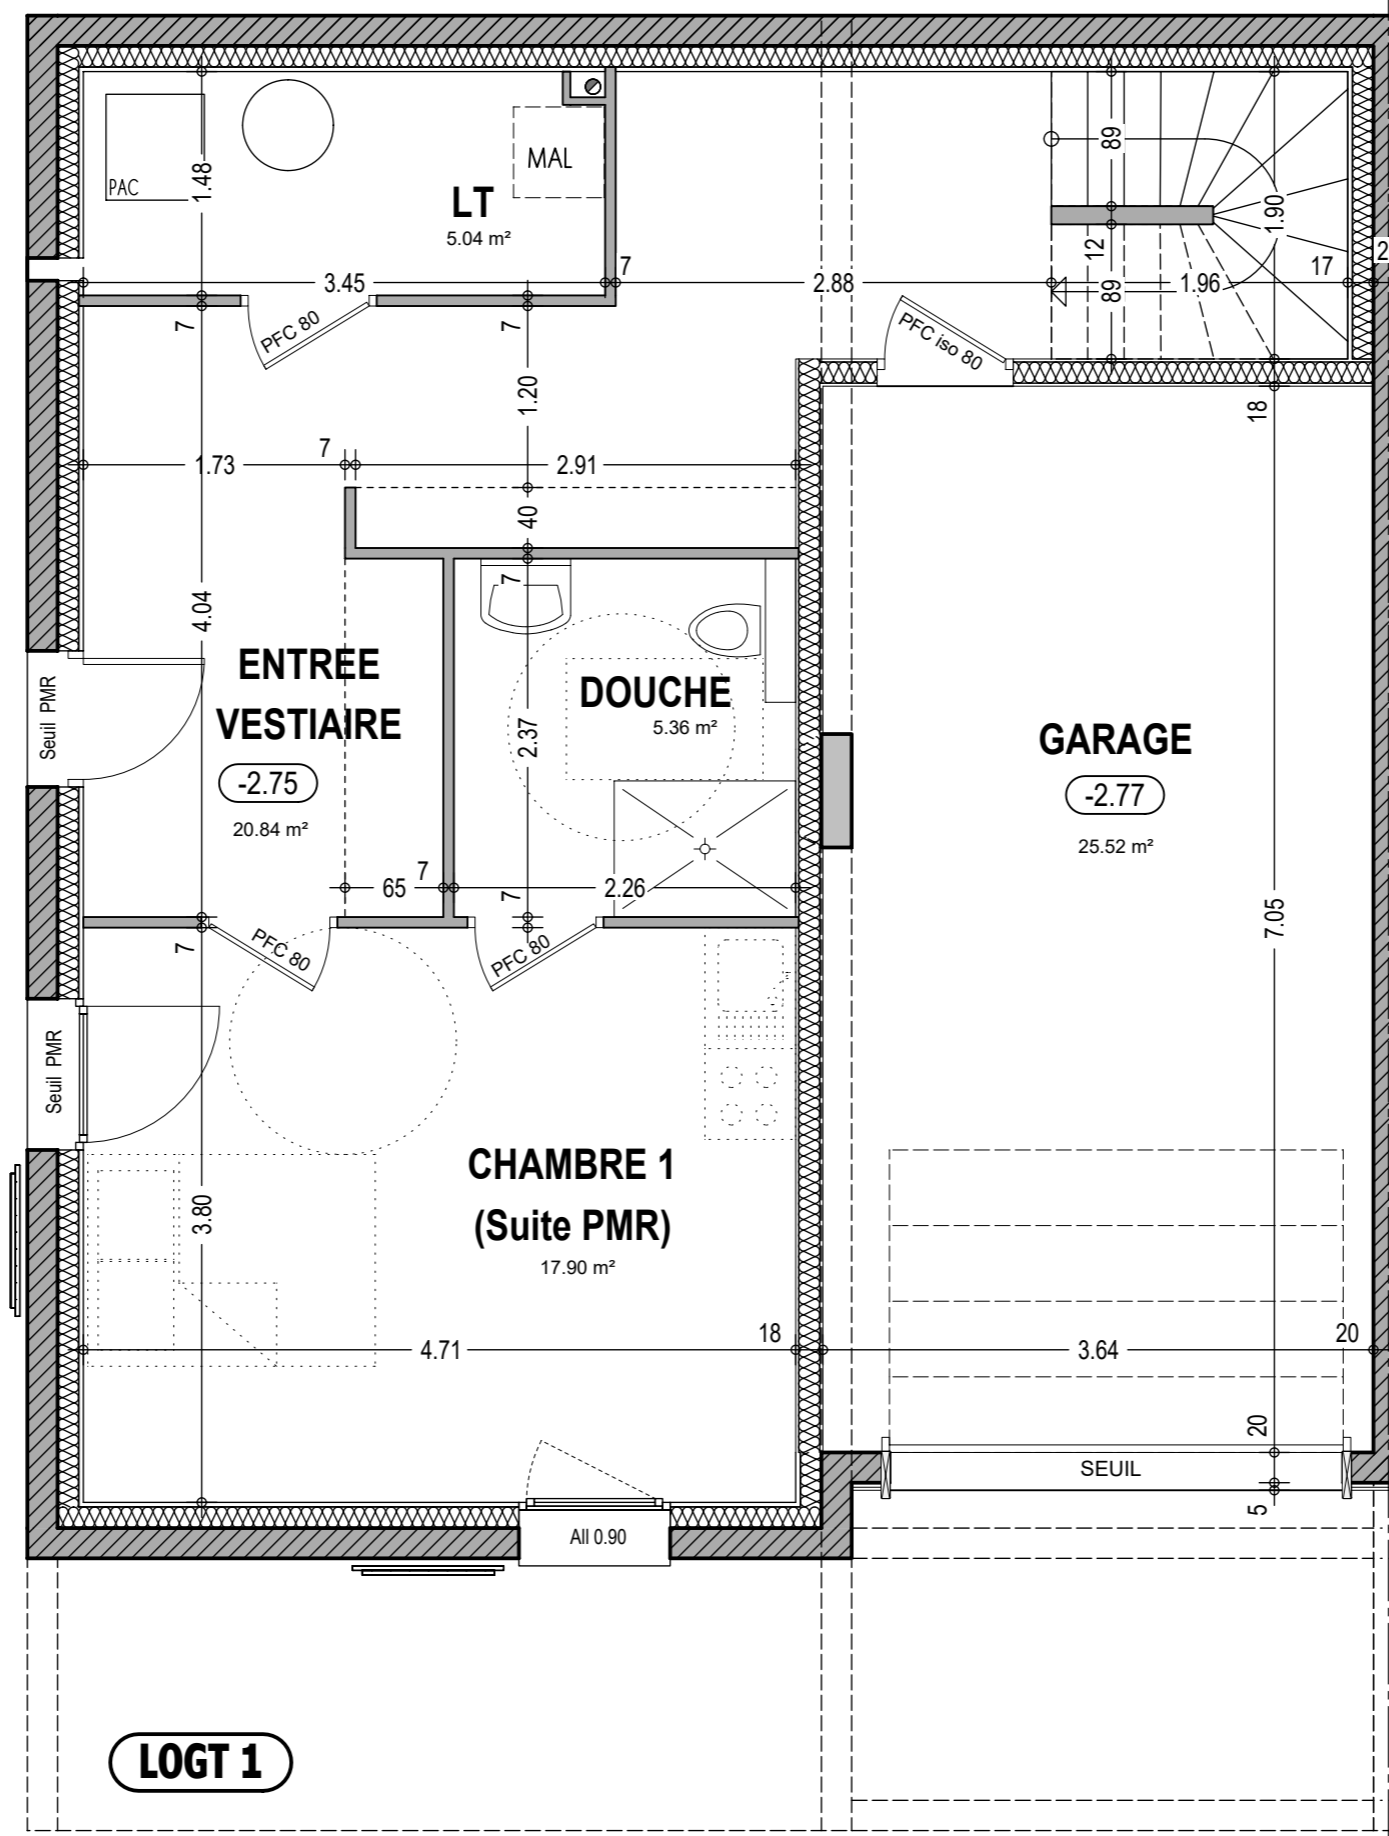 PAC
1.48
MAL
LT
5.04 m²
3.45
7
2.88
89
12
89
1.90
1.96
17
2
7
PFC 80
7
PFC iso 80
1.20
18
1.73
7
2.91
40
7
4.04
ENTREE
VESTIAIRE
-2.75
20.84 m²
Seuil PMR
DOUCHE
5.36 m²
2.37
GARAGE
-2.77
25.52 m²
65
7
7
2.26
7.05
7
PFC 80
PFC 80
Seuil PMR
CHAMBRE 1
(Suite PMR)
17.90 m²
3.80
4.71
18
3.64
20
20
SEUIL
5
All 0.90
LOGT 1